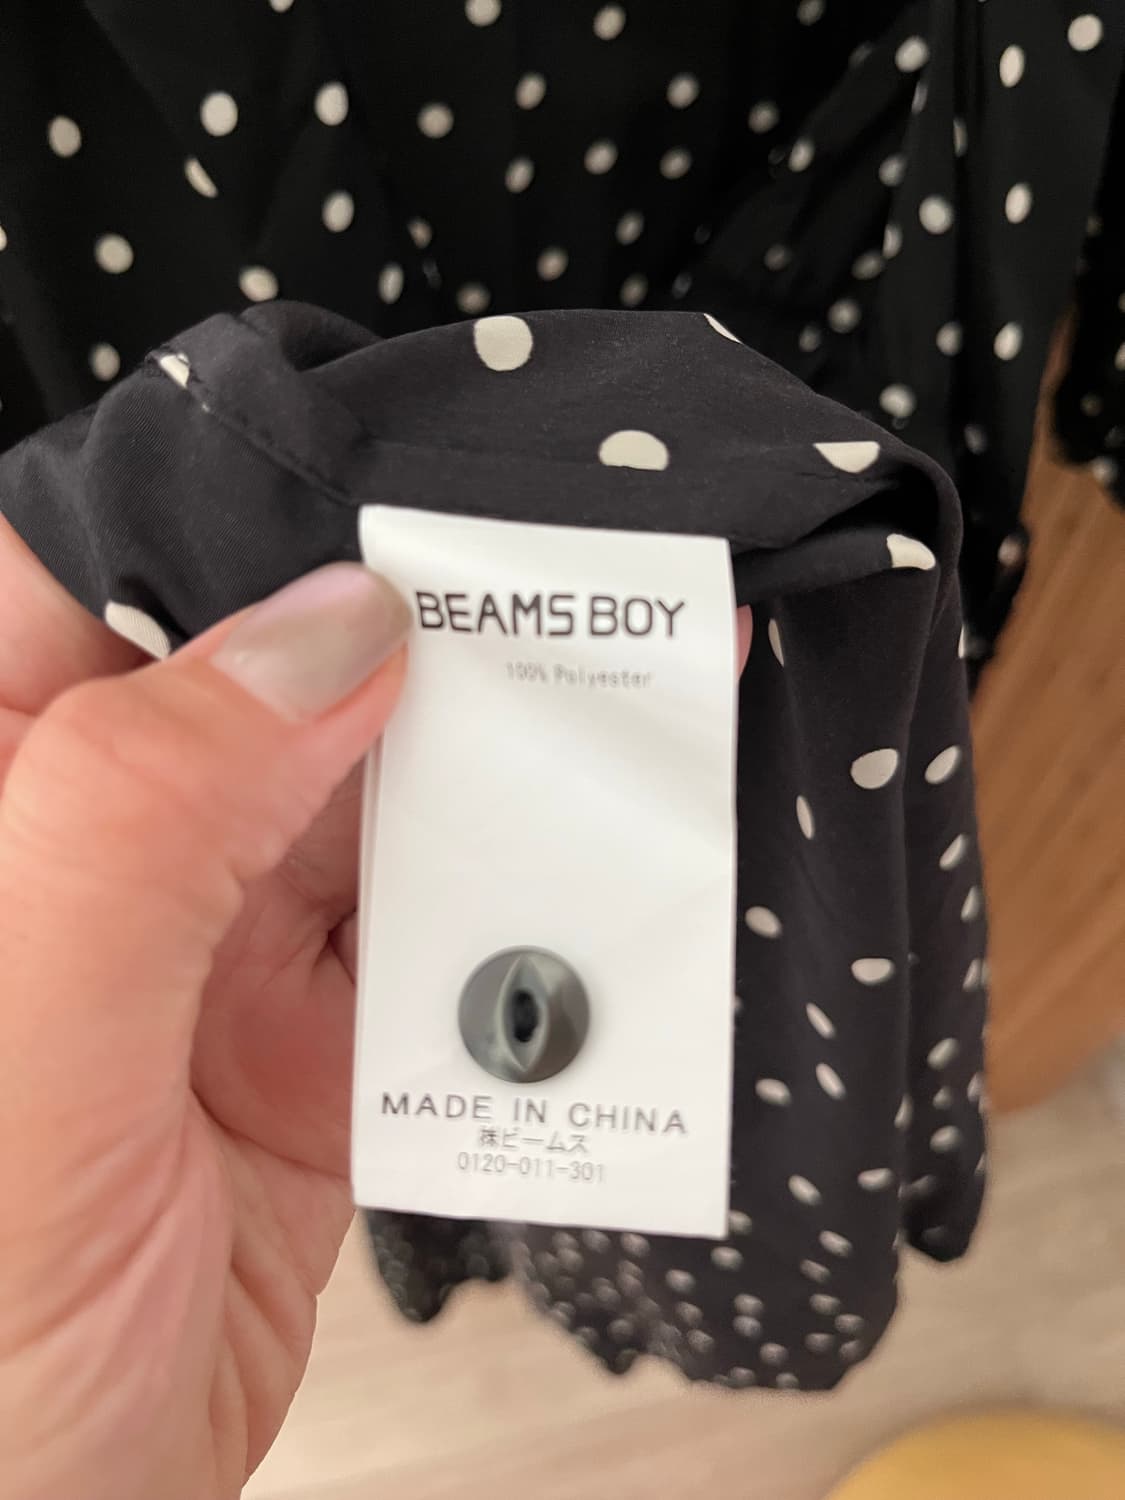 BEAMS BOY
100% Polyester
MADE IN CHINA
㈱ビームス
0120-011-301